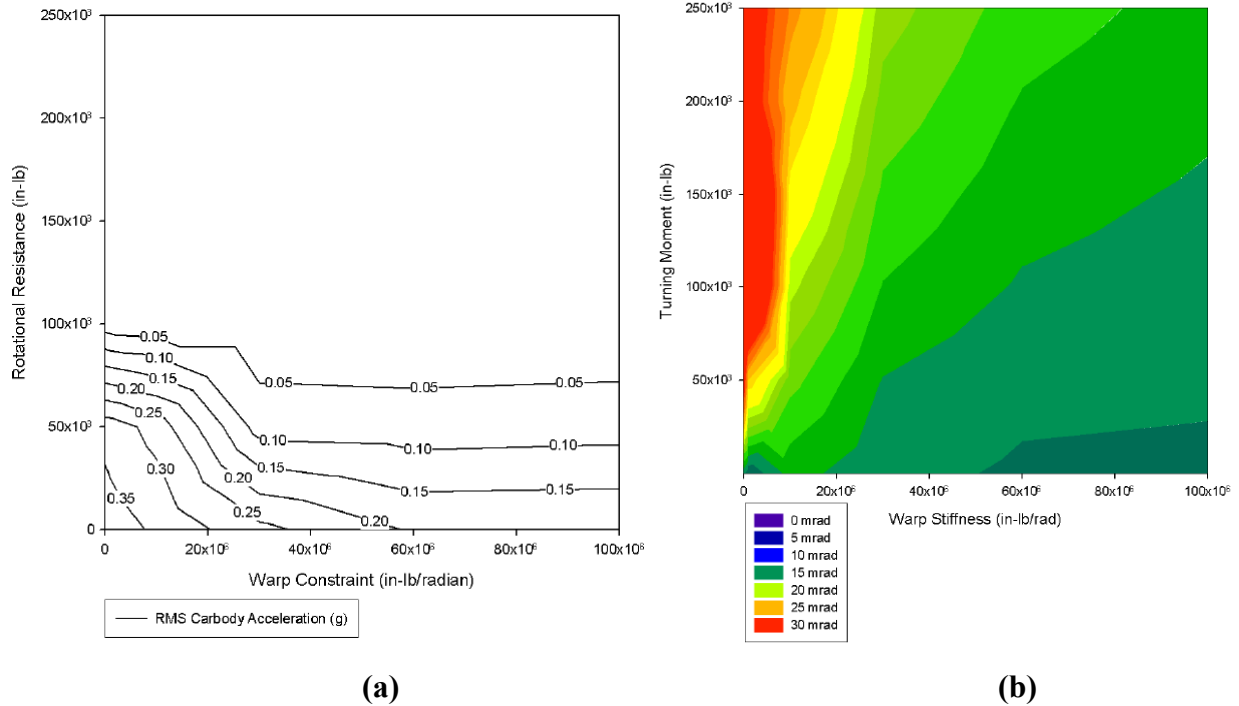 250x10³
200x10³
150x10³
100x10³
50x10³
0
Rotational Resistance (in-lb)
0.05
0.10
0.15
0.20
0.25
0.30
0.35
0.05
0.05
0.05
0.10
0.10
0.10
0.15
0.15
0.15
0.20
0.25
0.20
0
20x10⁶
40x10⁶
60x10⁶
80x10⁶
100x10⁶
Warp Constraint (in-lb/radian)
RMS Carbody Acceleration (g)
(a)
250x10³
200x10³
150x10³
100x10³
50x10³
Turning Moment (in-lb)
0
20x10⁶
40x10⁶
60x10⁶
80x10⁶
100x10⁶
Warp Stiffness (in-lb/rad)
0 mrad
5 mrad
10 mrad
15 mrad
20 mrad
25 mrad
30 mrad
(b)